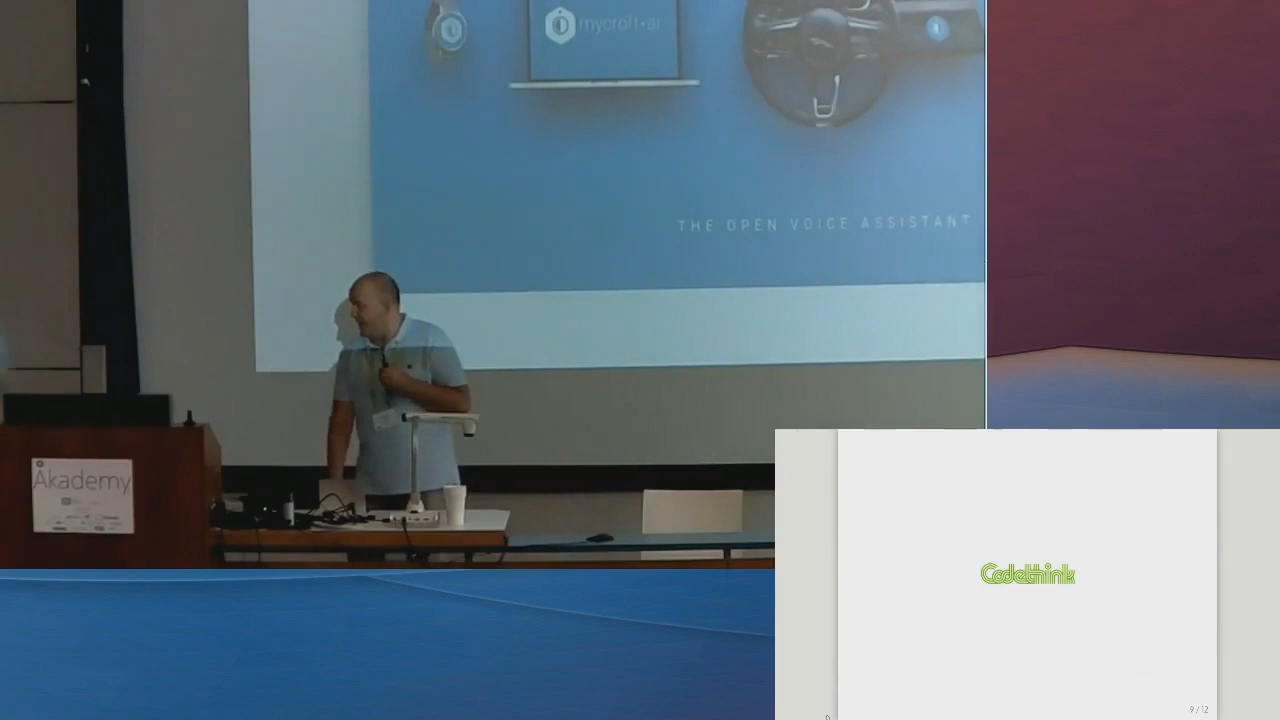 mycroft•ai
THE OPEN VOICE ASSISTANT
Akademy
Codethink
9 / 12